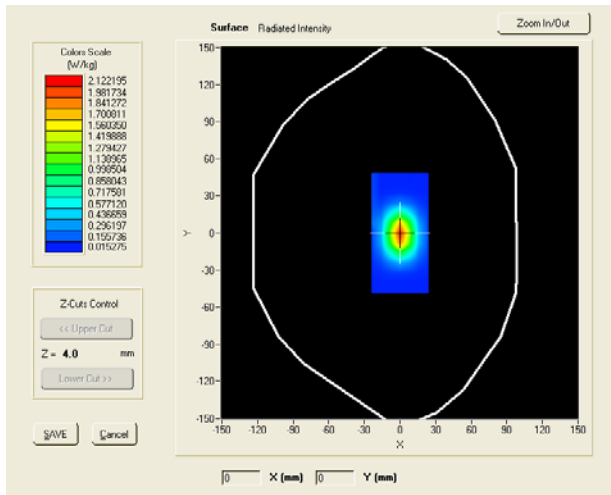 Surface Radiated Intensity
Zoom In/Out
Colors Scale
(W/kg)
2.122195
1.981734
1.841272
1.700811
1.560350
1.419888
1.279427
1.138965
0.998504
0.858043
0.717581
0.577120
0.436659
0.296197
0.155736
0.015275
150
120
90
60
30
0
-30
-60
-90
-120
-150
Y
-150 -120 -90 -60 -30 0 30 60 90 120 150
X
Z-Cuts Control
<< Upper Cut
Z = 4.0 mm
Lower Cut >>
SAVE Cancel
0 X (mm) 0 Y (mm)